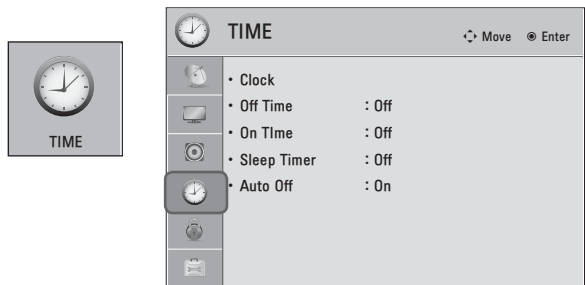 TIME
TIME Move Enter
• Clock
• Off Time : Off
• On TIme : Off
• Sleep Timer : Off
• Auto Off : On